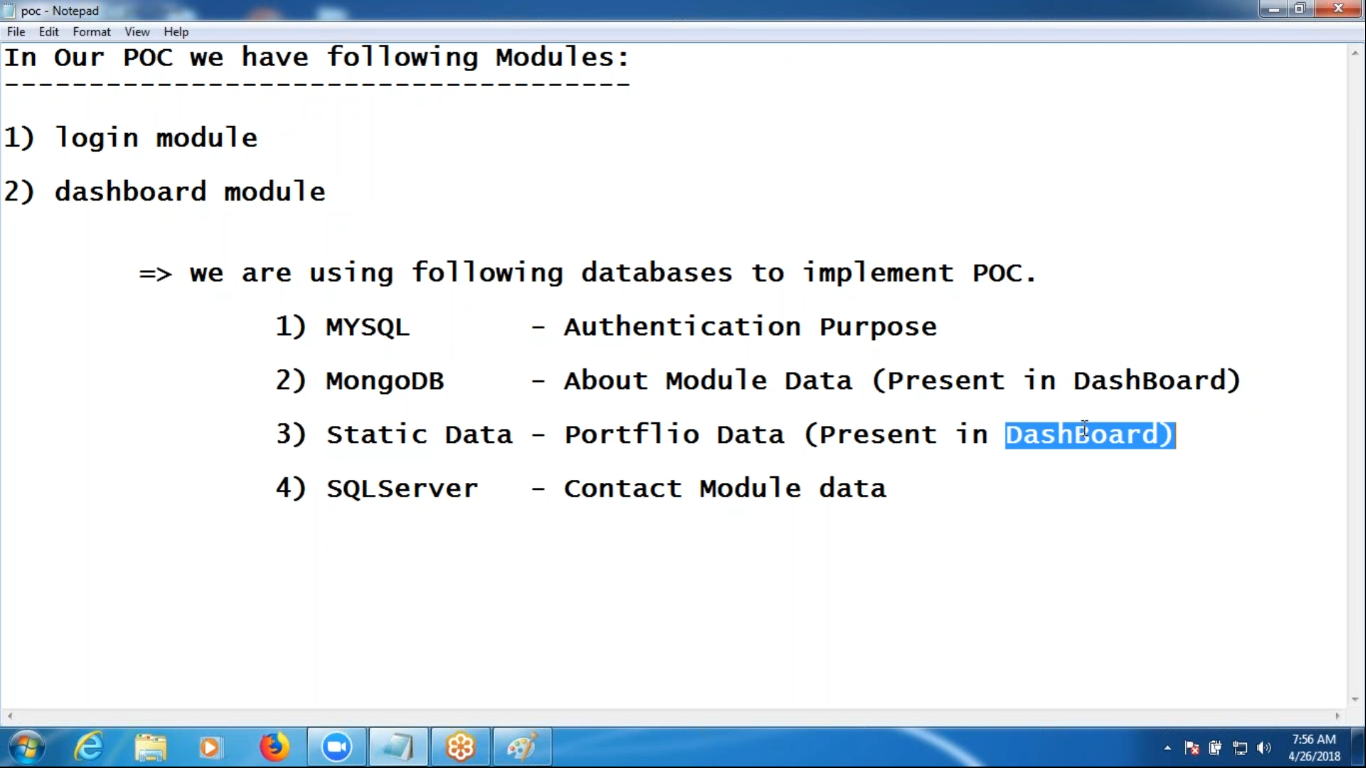 poc - Notepad
File Edit Format View Help
In Our POC we have following Modules:
-------------------------------------
1) login module
2) dashboard module
=> we are using following databases to implement POC.
1) MYSQL - Authentication Purpose
2) MongoDB - About Module Data (Present in DashBoard)
3) Static Data - Portflio Data (Present in DashBoard)
4) SQLServer - Contact Module data
7:56 AM
4/26/2018